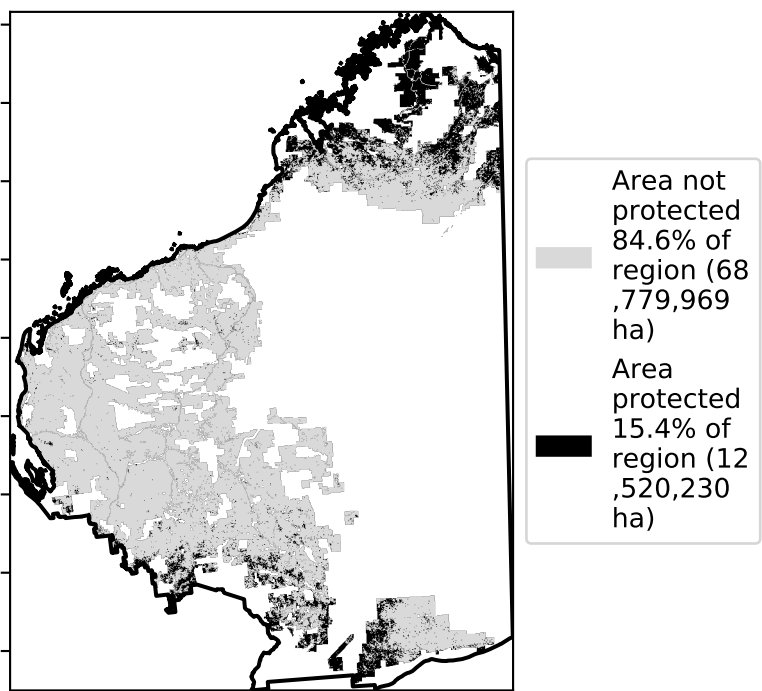 Area not
protected
84.6% of
region (68
,779,969
ha)
Area
protected
15.4% of
region (12
,520,230
ha)